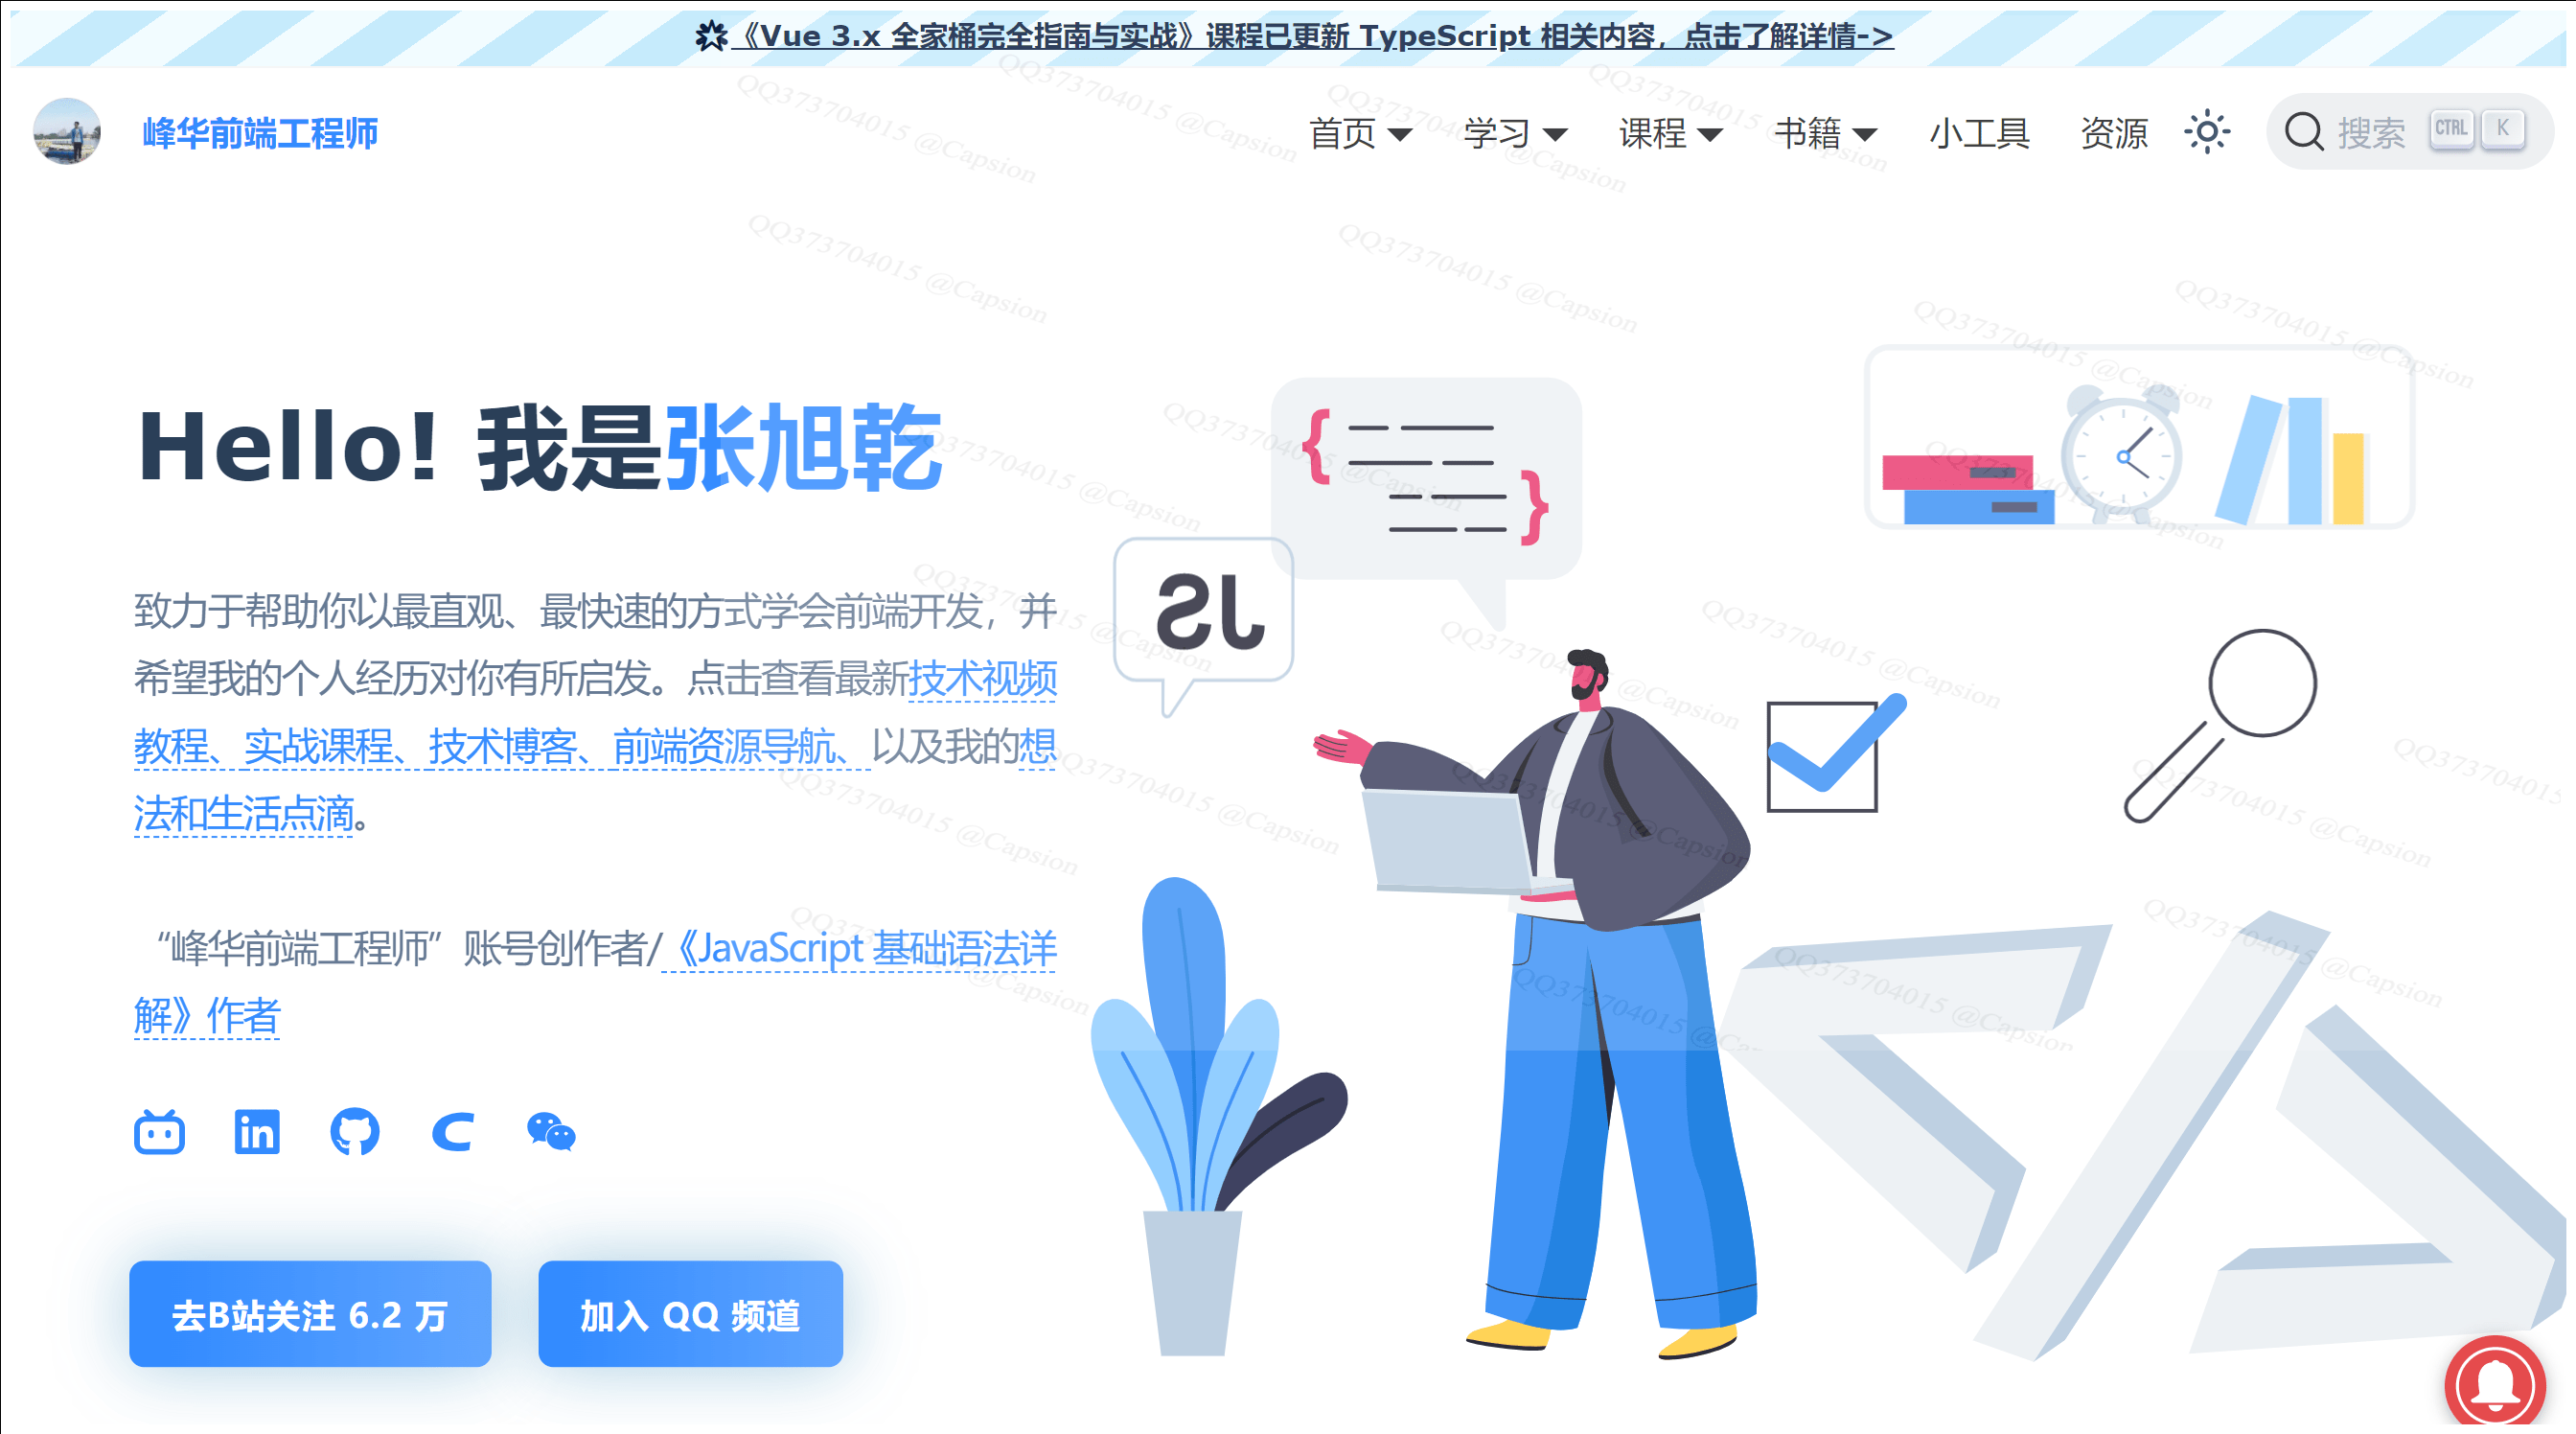 《Vue 3.x 全家桶完全指南与实战》课程已更新 TypeScript 相关内容，点击了解详情->
峰华前端工程师
首页 学习 课程 书籍 小工具 资源 搜索 CTRL K
Hello! 我是张旭乾
致力于帮助你以最直观、最快速的方式学会前端开发，并
希望我的个人经历对你有所启发。点击查看最新技术视频
教程、实战课程、技术博客、前端资源导航、以及我的想
法和生活点滴。
“峰华前端工程师”账号创作者/《JavaScript 基础语法详
解》作者
去B站关注 6.2 万
加入 QQ 频道
{ }
JS
</>
QQ373704015 @Capsion